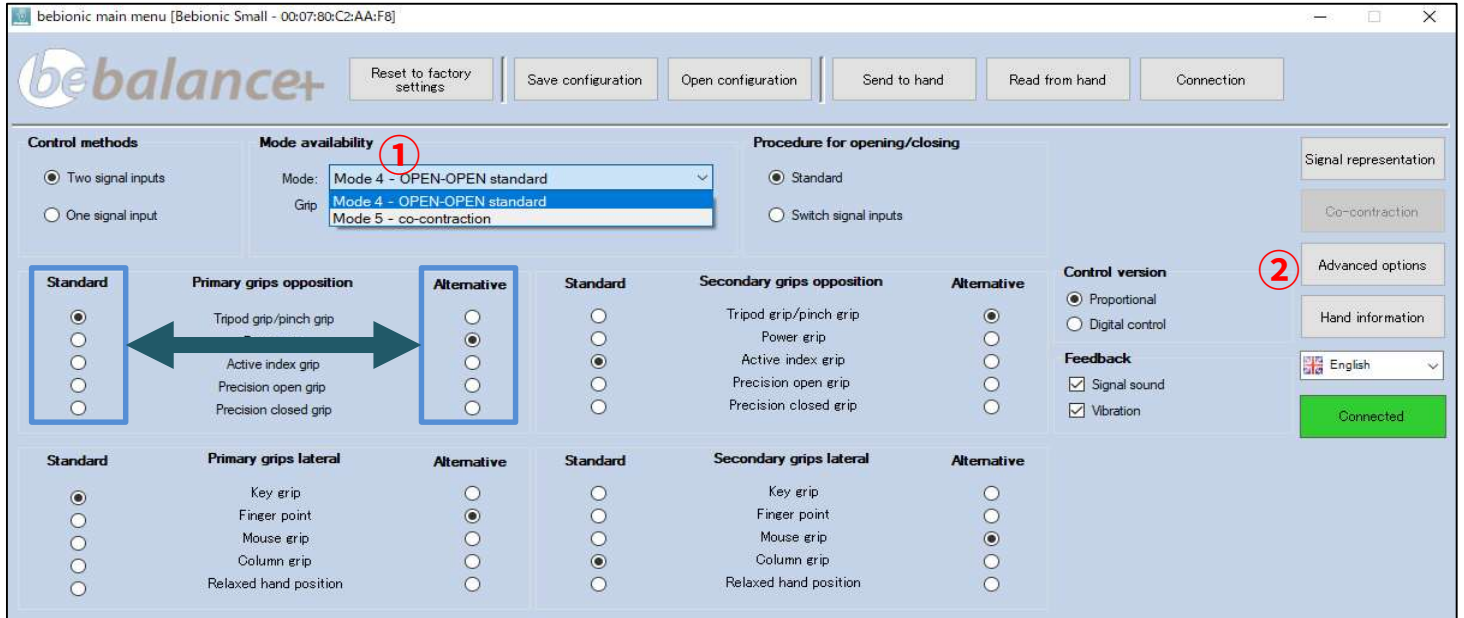 bebionic main menu [Bebionic Small - 00:07:80:C2:AA:F8]
bebalance+
Reset to factory settings
Save configuration
Open configuration
Send to hand
Read from hand
Connection
Control methods
Two signal inputs
One signal input
Mode availability
①
Mode: Mode 4 - OPEN-OPEN standard
Grip
Mode 4 - OPEN-OPEN standard
Mode 5 - co-contraction
Procedure for opening/closing
Standard
Switch signal inputs
Signal representation
Co-contraction
②
Advanced options
Hand information
English
Connected
Standard Primary grips opposition Alternative
Tripod grip/pinch grip
Active index grip
Precision open grip
Precision closed grip
Standard Secondary grips opposition Alternative
Tripod grip/pinch grip
Power grip
Active index grip
Precision open grip
Precision closed grip
Control version
Proportional
Digital control
Feedback
Signal sound
Vibration
Standard Primary grips lateral Alternative
Key grip
Finger point
Mouse grip
Column grip
Relaxed hand position
Standard Secondary grips lateral Alternative
Key grip
Finger point
Mouse grip
Column grip
Relaxed hand position